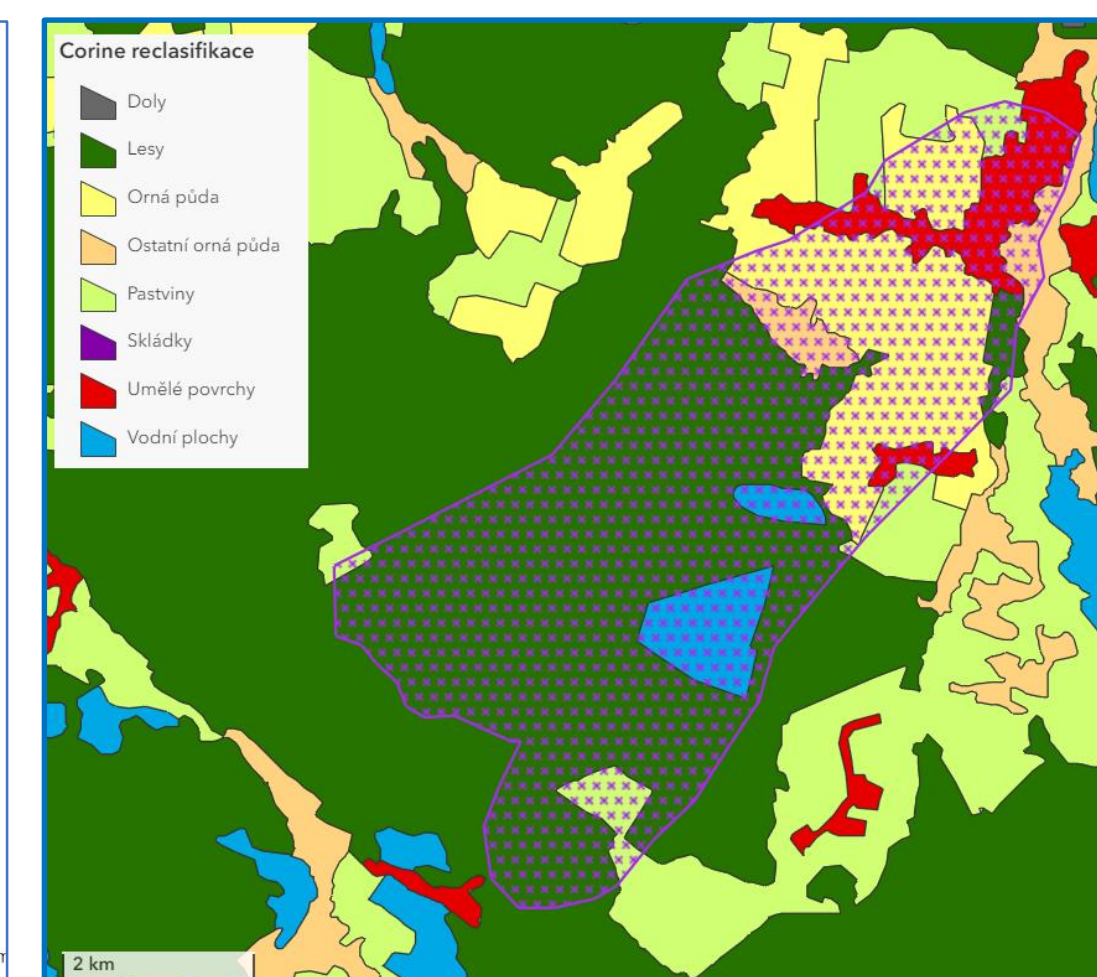 Corine reclasifikace
Doly
Lesy
Orná půda
Ostatní orná půda
Pastviny
Skládky
Umělé povrchy
Vodní plochy
2 km